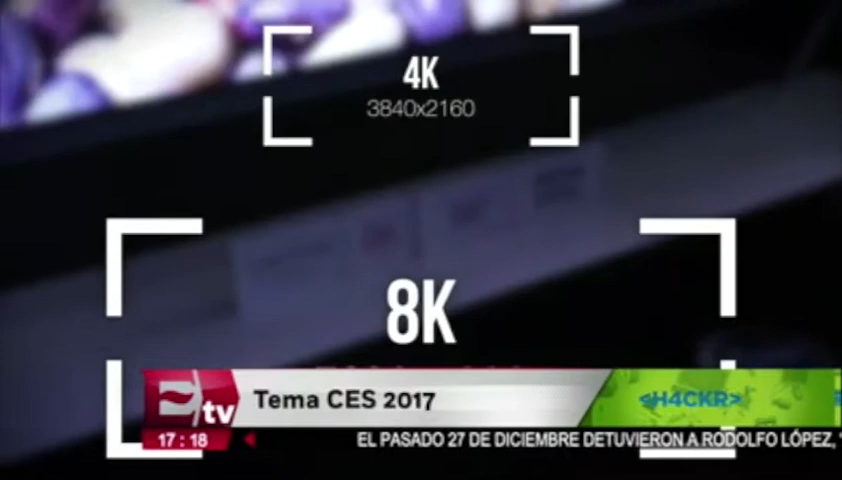 4K
3840x2160
8K
tv
Tema CES 2017
<H4CKR>
17:18
EL PASADO 27 DE DICIEMBRE DETUVIERON A RODOLFO LÓPEZ, "